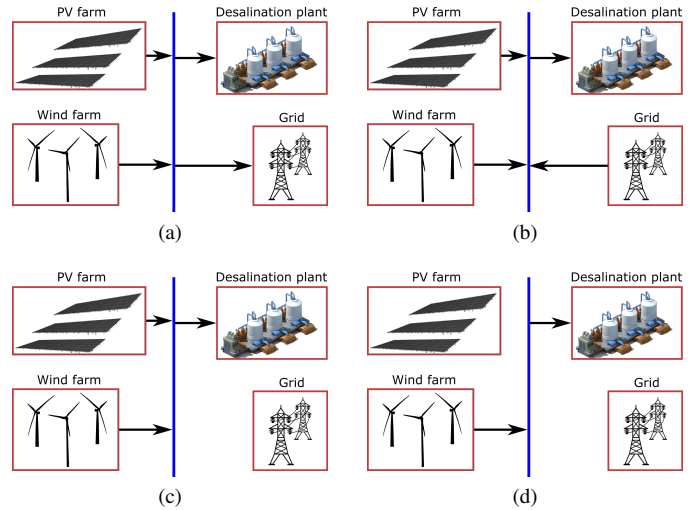 PV farm
Desalination plant
Wind farm
Grid
(a)
PV farm
Desalination plant
Wind farm
Grid
(b)
PV farm
Desalination plant
Wind farm
Grid
(c)
PV farm
Desalination plant
Wind farm
Grid
(d)